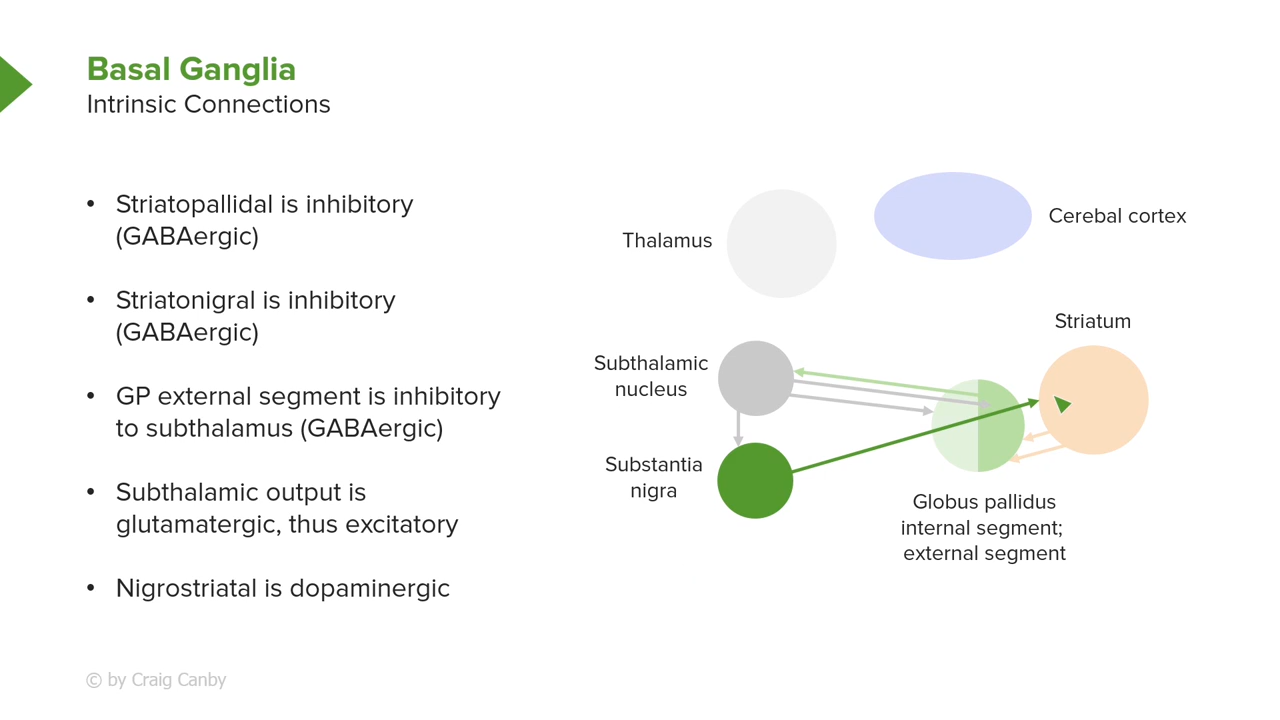 Basal Ganglia
Intrinsic Connections
• Striatopallidal is inhibitory
(GABAergic)
• Striatonigral is inhibitory
(GABAergic)
• GP external segment is inhibitory
to subthalamus (GABAergic)
• Subthalamic output is
glutamatergic, thus excitatory
• Nigrostriatal is dopaminergic
Thalamus
Cerebal cortex
Striatum
Subthalamic
nucleus
Substantia
nigra
Globus pallidus
internal segment;
external segment
© by Craig Canby